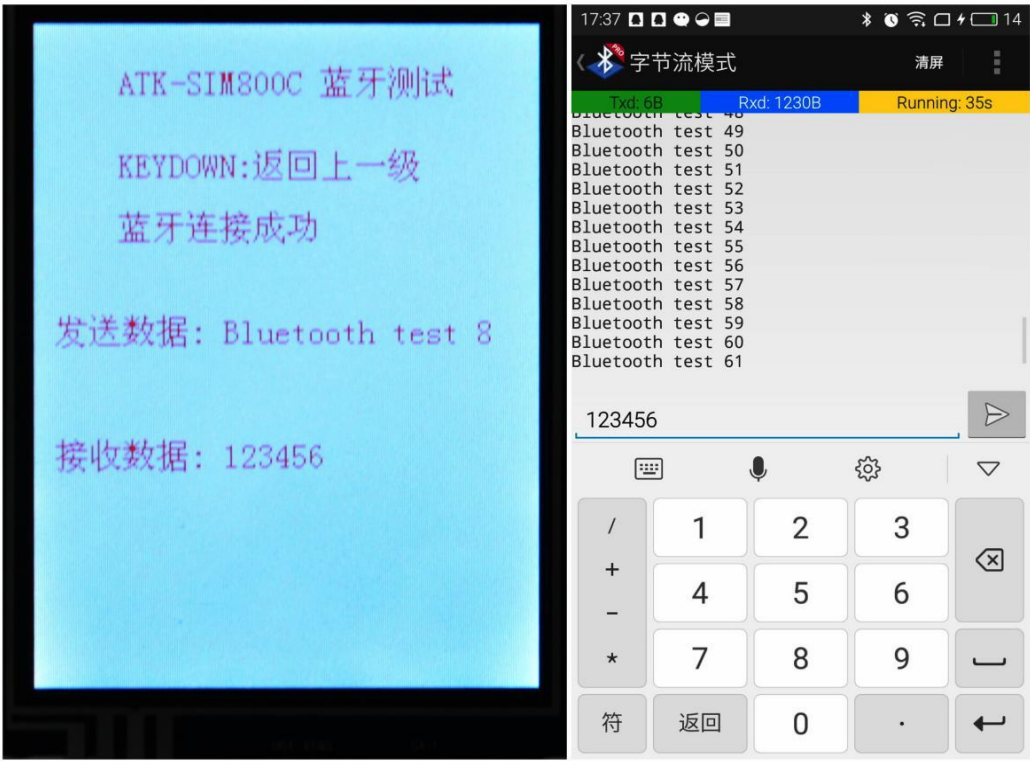 ATK-SIM800C 蓝牙测试
KEYDOWN:返回上一级
蓝牙连接成功
发送数据: Bluetooth test 8
接收数据: 123456
17:37
14
PRO
字节流模式
清屏
Txd: 6B
Rxd: 1230B
Running: 35s
Bluetooth test 48
Bluetooth test 49
Bluetooth test 50
Bluetooth test 51
Bluetooth test 52
Bluetooth test 53
Bluetooth test 54
Bluetooth test 55
Bluetooth test 56
Bluetooth test 57
Bluetooth test 58
Bluetooth test 59
Bluetooth test 60
Bluetooth test 61
123456
/ 1 2 3
+
4 5 6
-
* 7 8 9
符 返回 0 .